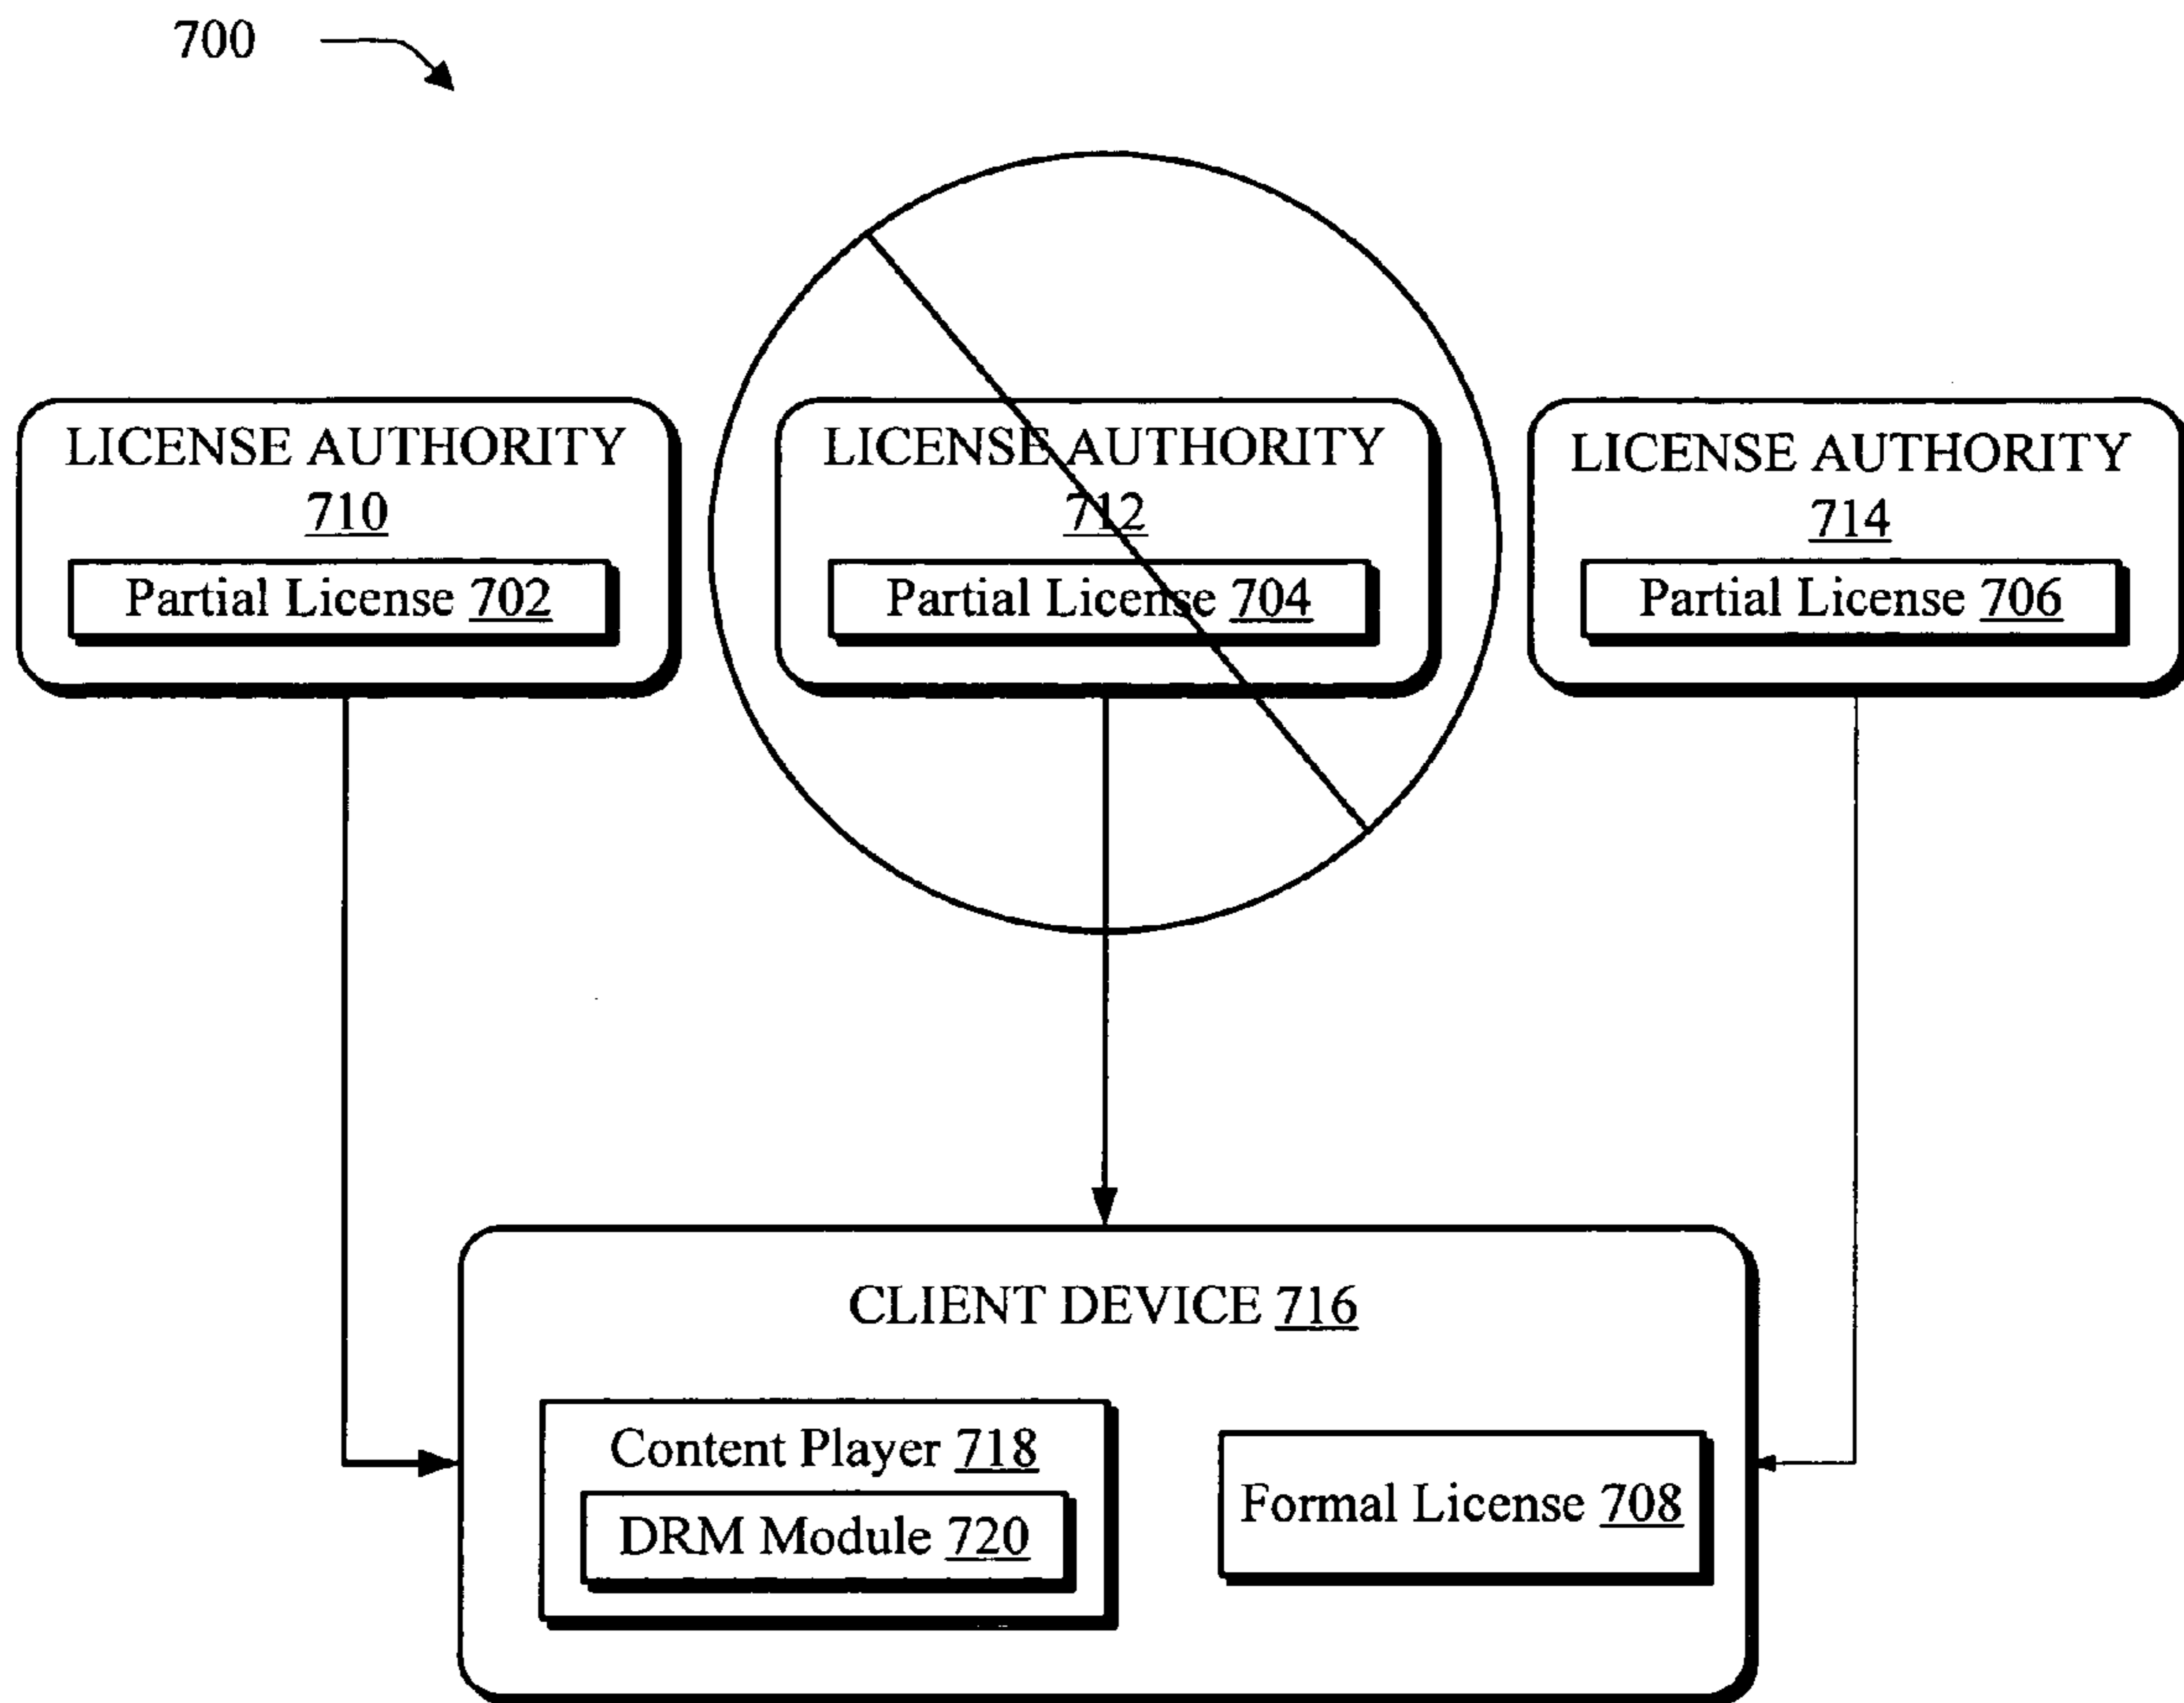 700
LICENSE AUTHORITY
710
Partial License 702
LICENSE AUTHORITY
712
Partial License 704
LICENSE AUTHORITY
714
Partial License 706
CLIENT DEVICE 716
Content Player 718
DRM Module 720
Formal License 708